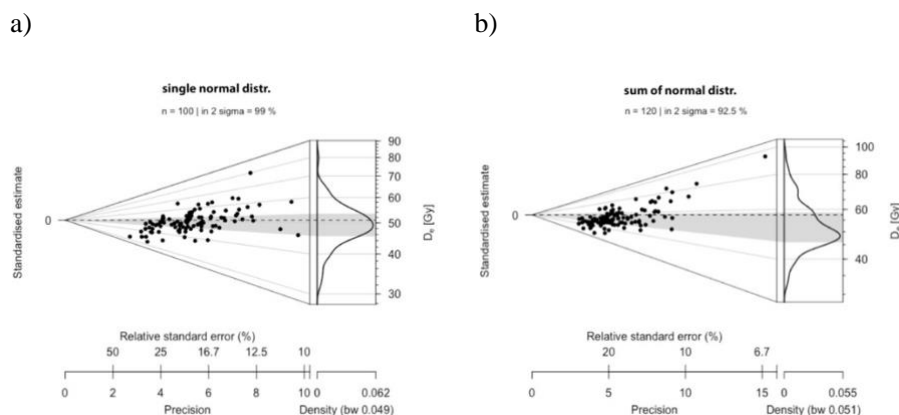 a)
single normal distr.
n = 100 | in 2 sigma = 99 %
Standardised estimate
0
90
80
70
60
50
40
30
Dₑ [Gy]
Relative standard error (%)
50 25 16.7 12.5 10
0 2 4 6 8 10
Precision
0 0.062
Density (bw 0.049)
b)
sum of normal distr.
n = 120 | in 2 sigma = 92.5 %
Standardised estimate
0
100
80
60
40
Dₑ [Gy]
Relative standard error (%)
20 10 6.7
0 5 10 15
Precision
0 0.055
Density (bw 0.051)